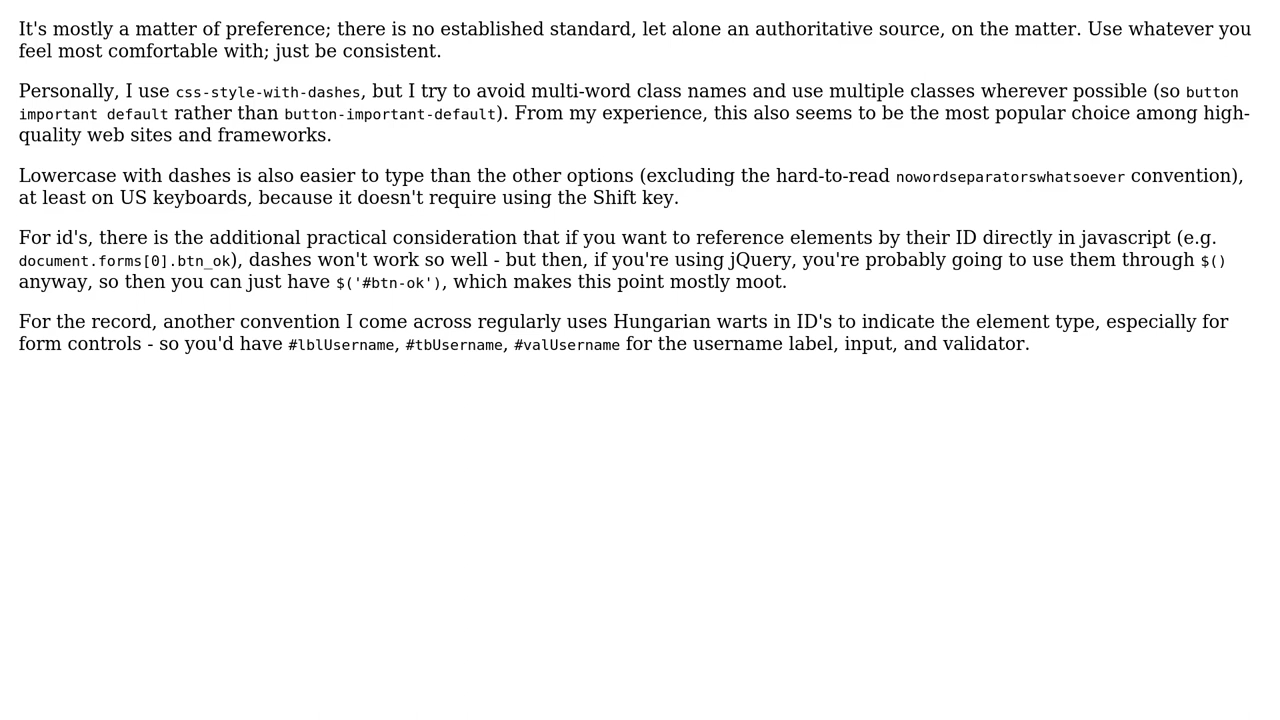 It's mostly a matter of preference; there is no established standard, let alone an authoritative source, on the matter. Use whatever you
feel most comfortable with; just be consistent.
Personally, I use css-style-with-dashes, but I try to avoid multi-word class names and use multiple classes wherever possible (so button
important default rather than button-important-default). From my experience, this also seems to be the most popular choice among high-
quality web sites and frameworks.
Lowercase with dashes is also easier to type than the other options (excluding the hard-to-read nowordseparatorswhatsoever convention),
at least on US keyboards, because it doesn't require using the Shift key.
For id's, there is the additional practical consideration that if you want to reference elements by their ID directly in javascript (e.g.
document.forms[0].btn_ok), dashes won't work so well - but then, if you're using jQuery, you're probably going to use them through $()
anyway, so then you can just have $('#btn-ok'), which makes this point mostly moot.
For the record, another convention I come across regularly uses Hungarian warts in ID's to indicate the element type, especially for
form controls - so you'd have #lblUsername, #tbUsername, #valUsername for the username label, input, and validator.